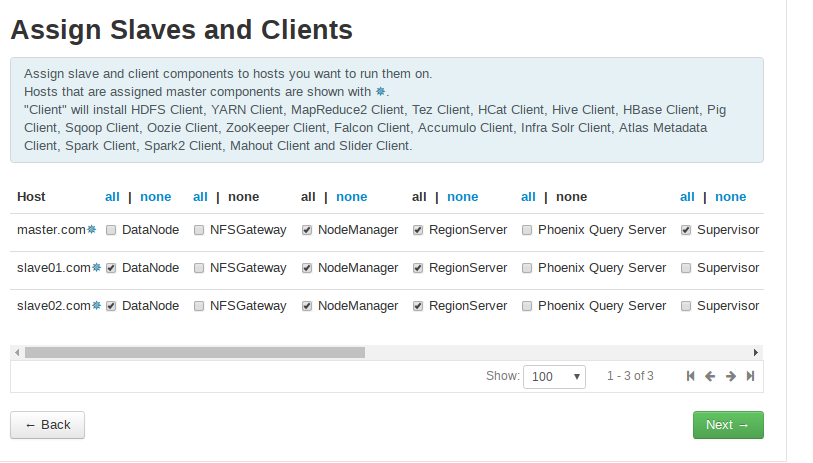 Assign Slaves and Clients
Assign slave and client components to hosts you want to run them on.
Hosts that are assigned master components are shown with ✵.
"Client" will install HDFS Client, YARN Client, MapReduce2 Client, Tez Client, HCat Client, Hive Client, HBase Client, Pig
Client, Sqoop Client, Oozie Client, ZooKeeper Client, Falcon Client, Accumulo Client, Infra Solr Client, Atlas Metadata
Client, Spark Client, Spark2 Client, Mahout Client and Slider Client.
Host all | none all | none all | none all | none all | none all | none
master.com✵ DataNode NFSGateway NodeManager RegionServer Phoenix Query Server Supervisor
slave01.com✵ DataNode NFSGateway NodeManager RegionServer Phoenix Query Server Supervisor
slave02.com✵ DataNode NFSGateway NodeManager RegionServer Phoenix Query Server Supervisor
Show: 100 1 - 3 of 3
← Back Next →